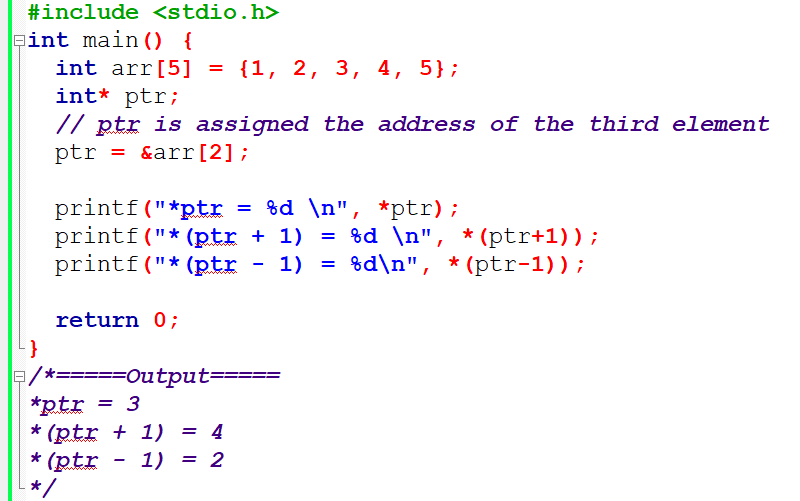 #include <stdio.h>
int main() {
int arr[5] = {1, 2, 3, 4, 5};
int* ptr;
// ptr is assigned the address of the third element
ptr = &arr[2];
printf("*ptr = %d \n", *ptr);
printf("*(ptr + 1) = %d \n", *(ptr+1));
printf("*(ptr - 1) = %d\n", *(ptr-1));
return 0;
}
/*=====Output=====
*ptr = 3
*(ptr + 1) = 4
*(ptr - 1) = 2
*/